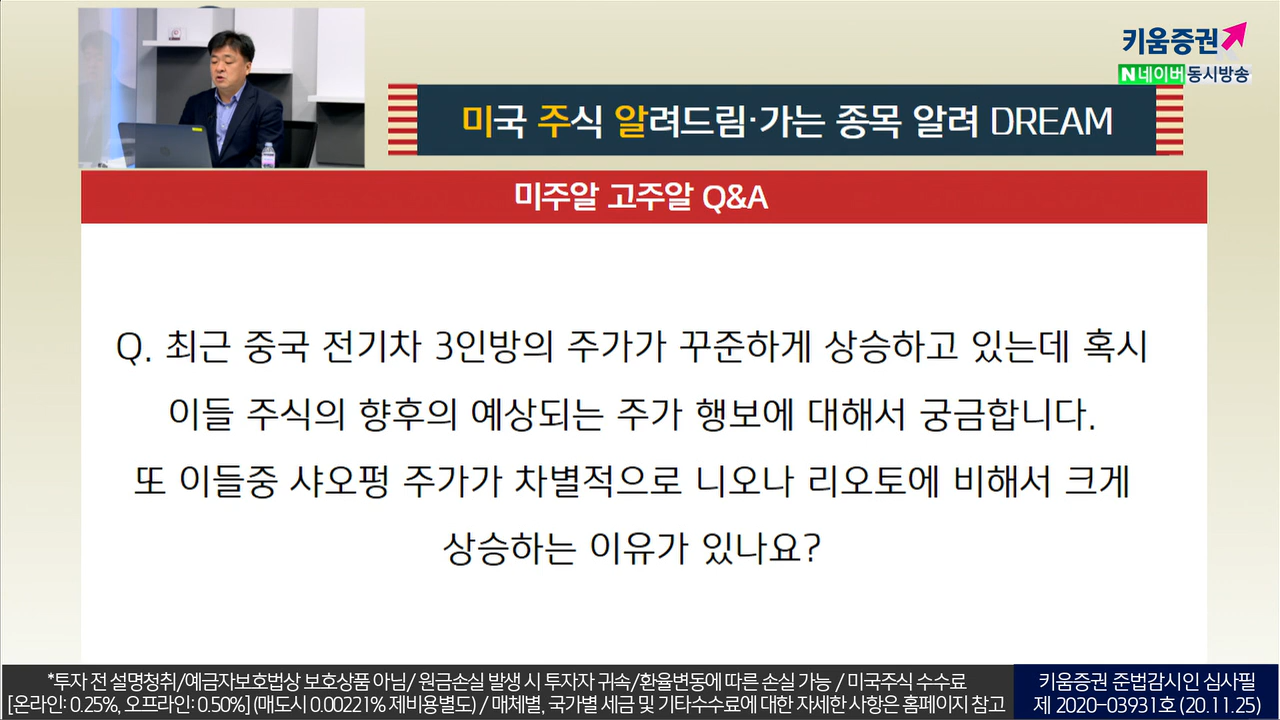 키움증권
N 네이버 동시방송
미국 주식 알려드림·가는 종목 알려 DREAM
미주알 고주알 Q&A
Q. 최근 중국 전기차 3인방의 주가가 꾸준하게 상승하고 있는데 혹시
이들 주식의 향후의 예상되는 주가 행보에 대해서 궁금합니다.
또 이들중 샤오펑 주가가 차별적으로 니오나 리오토에 비해서 크게
상승하는 이유가 있나요?
*투자 전 설명청취/예금자보호법상 보호상품 아님/ 원금손실 발생 시 투자자 귀속/환율변동에 따른 손실 가능 / 미국주식 수수료
[온라인: 0.25%, 오프라인: 0.50%] (매도시 0.00221% 제비용별도) / 매체별, 국가별 세금 및 기타수수료에 대한 자세한 사항은 홈페이지 참고
키움증권 준법감시인 심사필
제 2020-03931호 (20.11.25)